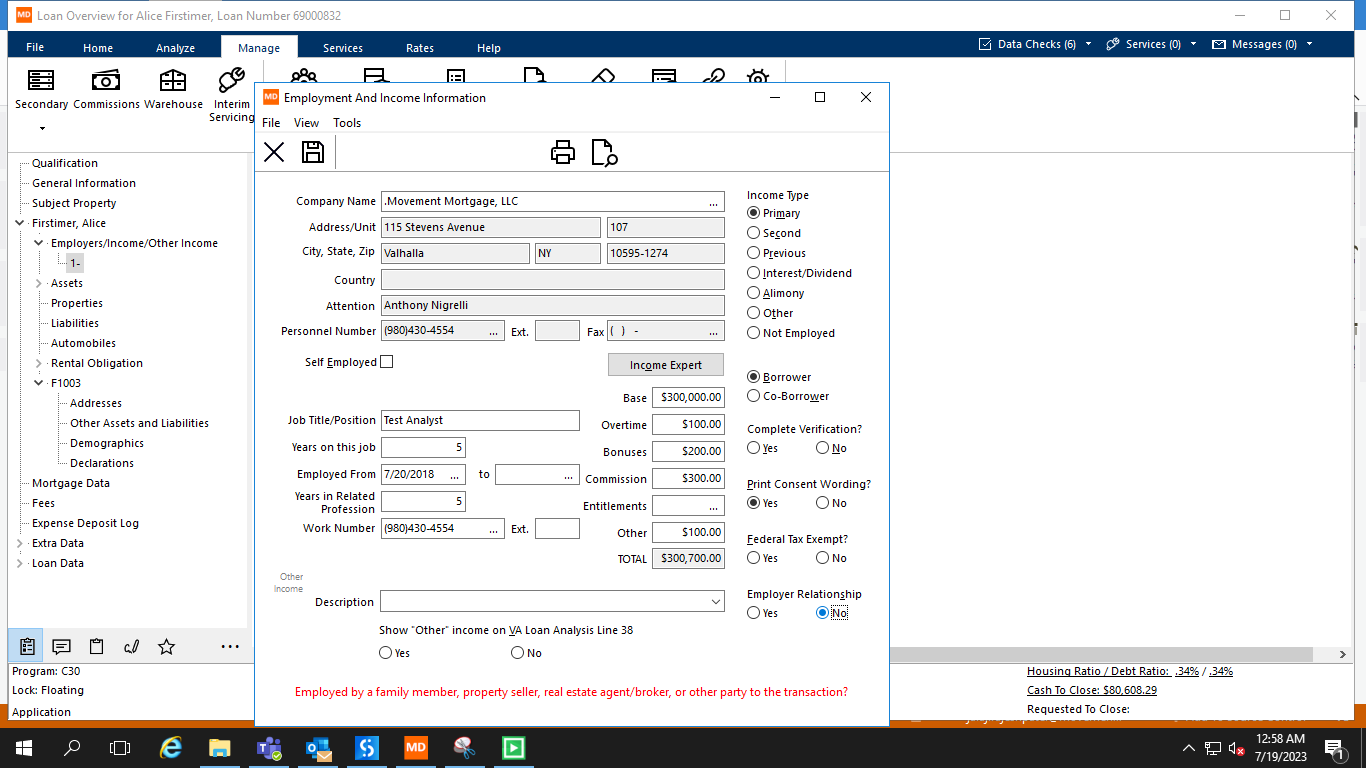 MD Loan Overview for Alice Firstimer, Loan Number 69000832
File Home Analyze Manage Services Rates Help Data Checks (6) Services (0) Messages (0)
Secondary Commissions Warehouse Interim Servicing
MD Employment And Income Information
File View Tools
Qualification
General Information
Subject Property
Firstimer, Alice
Employers/Income/Other Income
1-
Assets
Properties
Liabilities
Automobiles
Rental Obligation
F1003
Addresses
Other Assets and Liabilities
Demographics
Declarations
Mortgage Data
Fees
Expense Deposit Log
Extra Data
Loan Data
Company Name .Movement Mortgage, LLC ...
Address/Unit 115 Stevens Avenue 107
City, State, Zip Valhalla NY 10595-1274
Country
Attention Anthony Nigrelli
Personnel Number (980)430-4554 ... Ext. Fax ( ) - ...
Self Employed
Income Expert
Base $300,000.00
Job Title/Position Test Analyst
Overtime $100.00
Years on this job 5
Bonuses $200.00
Employed From 7/20/2018 ... to ...
Commission $300.00
Years in Related Profession 5
Entitlements ...
Work Number (980)430-4554 ... Ext.
Other $100.00
TOTAL $300,700.00
Other Income
Description
Show "Other" income on VA Loan Analysis Line 38
Yes No
Employed by a family member, property seller, real estate agent/broker, or other party to the transaction?
Income Type
Primary
Second
Previous
Interest/Dividend
Alimony
Other
Not Employed
Borrower
Co-Borrower
Complete Verification?
Yes No
Print Consent Wording?
Yes No
Federal Tax Exempt?
Yes No
Employer Relationship
Yes No
Program: C30
Lock: Floating
Application
Housing Ratio / Debt Ratio: .34% / .34%
Cash To Close: $80,608.29
Requested To Close:
MD
12:58 AM
7/19/2023
1